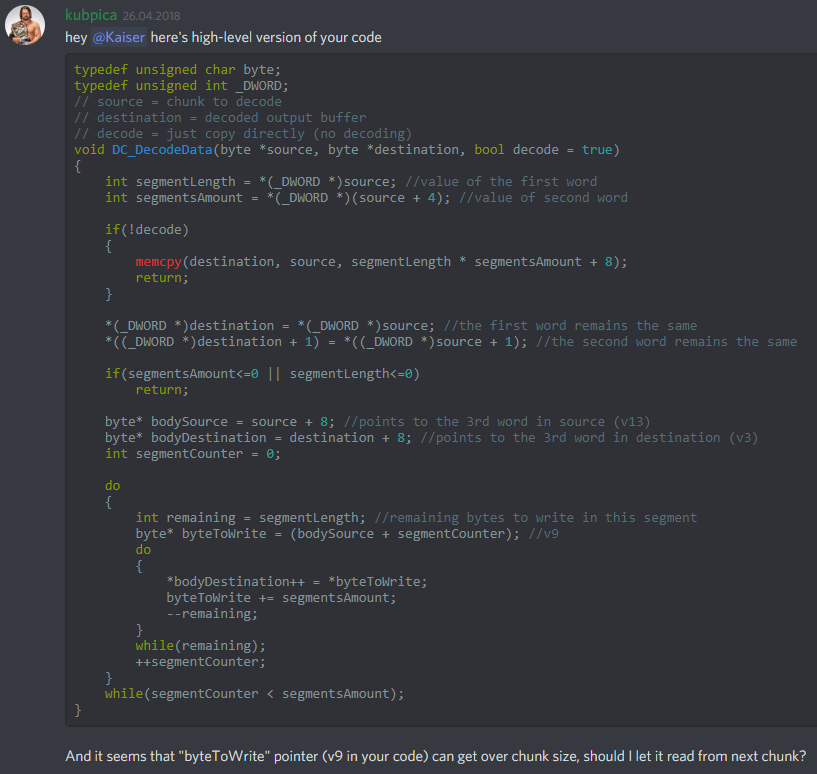 kubpica 26.04.2018
hey @Kaiser here's high-level version of your code
typedef unsigned char byte;
typedef unsigned int _DWORD;
// source = chunk to decode
// destination = decoded output buffer
// decode = just copy directly (no decoding)
void DC_DecodeData(byte *source, byte *destination, bool decode = true)
{
    int segmentLength = *(_DWORD *)source; //value of the first word
    int segmentsAmount = *(_DWORD *)(source + 4); //value of second word

    if(!decode)
    {
        memcpy(destination, source, segmentLength * segmentsAmount + 8);
        return;
    }

    *(_DWORD *)destination = *(_DWORD *)source; //the first word remains the same
    *((_DWORD *)destination + 1) = *((_DWORD *)source + 1); //the second word remains the same

    if(segmentsAmount<=0 || segmentLength<=0)
        return;

    byte* bodySource = source + 8; //points to the 3rd word in source (v13)
    byte* bodyDestination = destination + 8; //points to the 3rd word in destination (v3)
    int segmentCounter = 0;

    do
    {
        int remaining = segmentLength; //remaining bytes to write in this segment
        byte* byteToWrite = (bodySource + segmentCounter); //v9
        do
        {
            *bodyDestination++ = *byteToWrite;
            byteToWrite += segmentsAmount;
            --remaining;
        }
        while(remaining);
        ++segmentCounter;
    }
    while(segmentCounter < segmentsAmount);
}
And it seems that "byteToWrite" pointer (v9 in your code) can get over chunk size, should I let it read from next chunk?